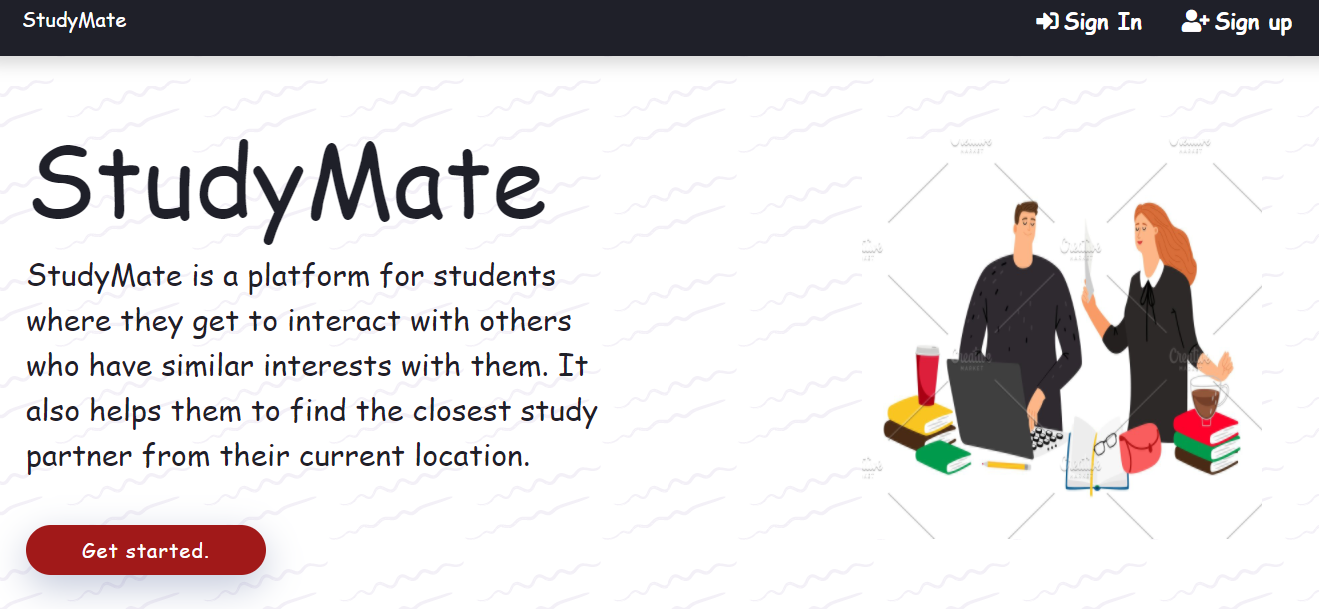 StudyMate
Sign In
Sign up
StudyMate
StudyMate is a platform for students
where they get to interact with others
who have similar interests with them. It
also helps them to find the closest study
partner from their current location.
Get started.